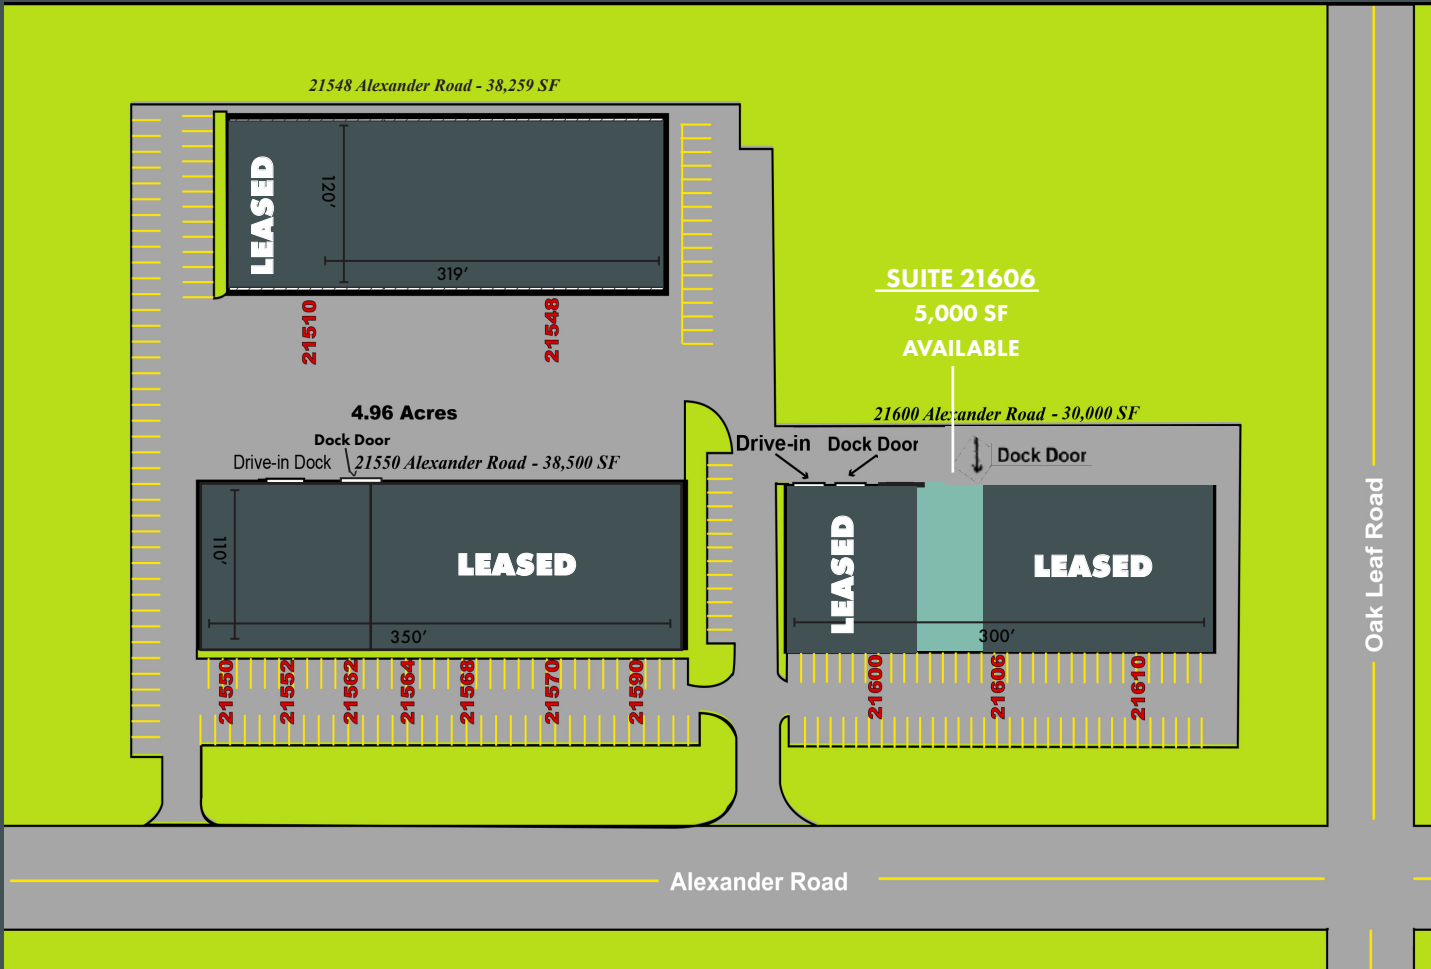 21548 Alexander Road - 38,259 SF
LEASED
120'
319'
21510
21548
SUITE 21606
5,000 SF
AVAILABLE
4.96 Acres
21600 Alexander Road - 30,000 SF
Dock Door
Drive-in Dock
21550 Alexander Road - 38,500 SF
Drive-in
Dock Door
Dock Door
110'
LEASED
350'
LEASED
LEASED
300'
Oak Leaf Road
21550
21552
21562
21564
21568
21570
21590
21600
21606
21610
Alexander Road